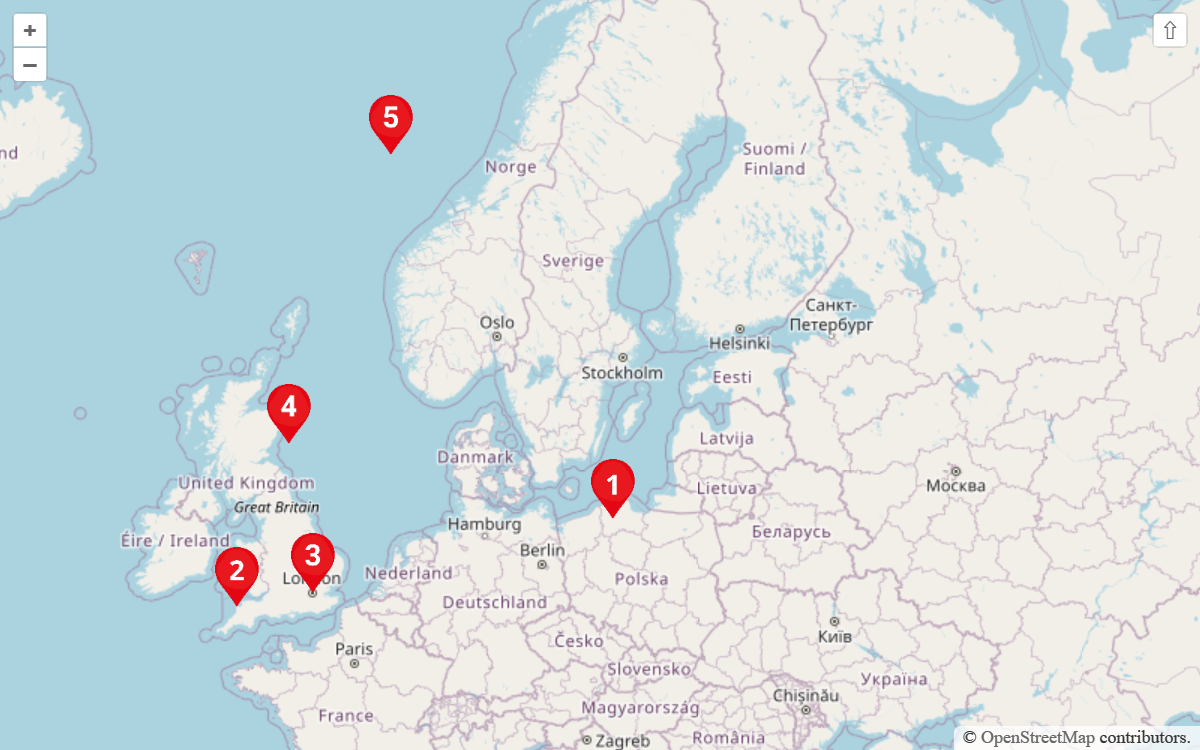 +
−
⇧
5
nd
Norge
Suomi /
Finland
Sverige
Oslo
Санкт-
Петербург
Helsinki
Stockholm
Eesti
4
Latvija
Danmark
1
Москва
United Kingdom
Lietuva
Great Britain
Hamburg
Беларусь
Éire / Ireland
Berlin
3
2
London
Nederland
Polska
Deutschland
Česko
Київ
Paris
Slovensko
Україна
Chișinău
France
Magyarország
România
Zagreb
© OpenStreetMap contributors.